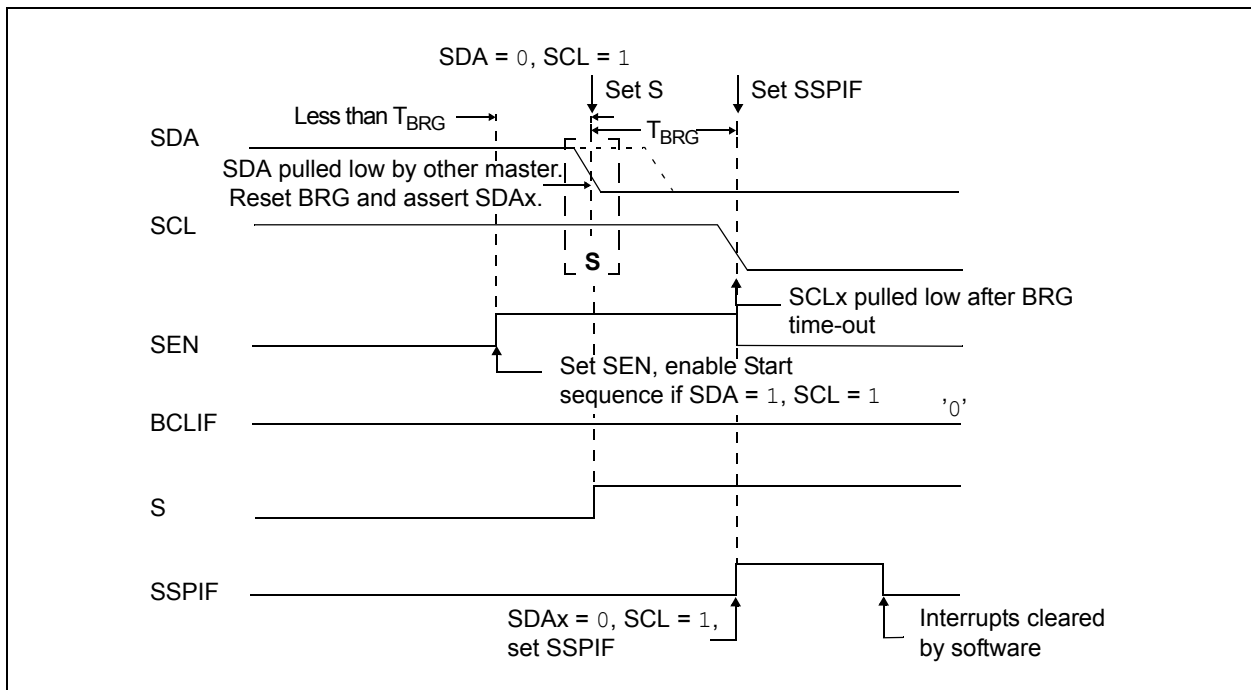 SDA = 0, SCL = 1
Set S
Set SSPIF
Less than TBRG
TBRG
SDA
SDA pulled low by other master.
Reset BRG and assert SDAx.
SCL
S
SCLx pulled low after BRG
time-out
SEN
Set SEN, enable Start
sequence if SDA = 1, SCL = 1
'0'
BCLIF
S
SSPIF
SDAx = 0, SCL = 1,
set SSPIF
Interrupts cleared
by software